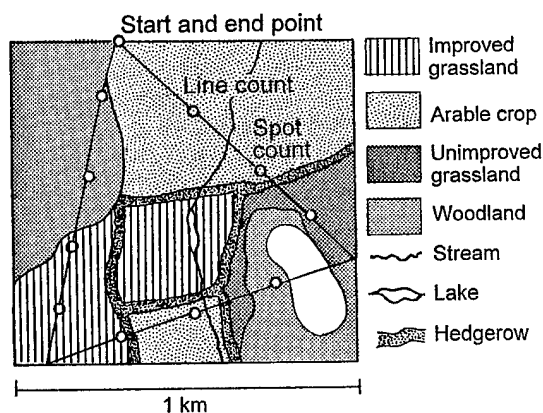 Start and end point
Line count
Spot
count
Improved
grassland
Arable crop
Unimproved
grassland
Woodland
Stream
Lake
Hedgerow
1 km